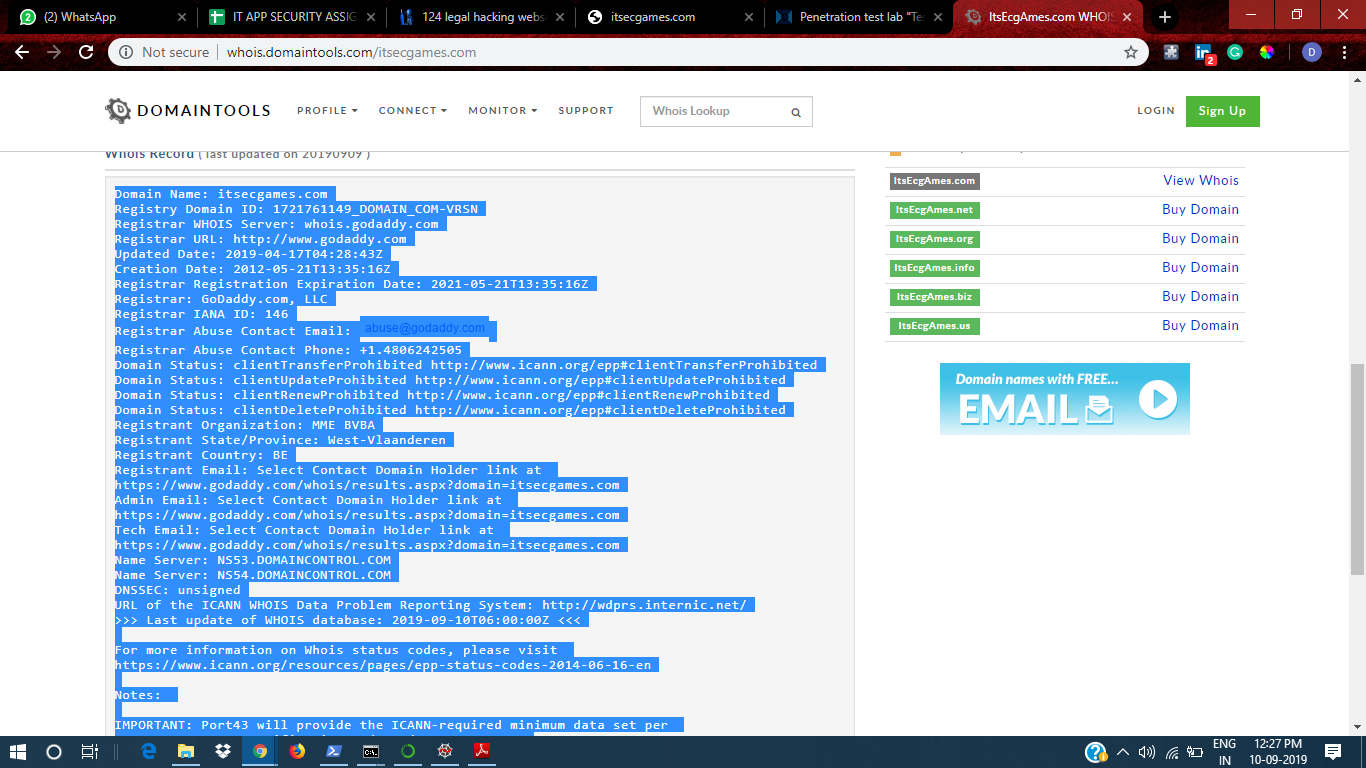 (2) WhatsApp
IT APP SECURITY ASSIG
124 legal hacking webs
itsecgames.com
Penetration test lab "Te
ItsEcgAmes.com WHOIS
Not secure
whois.domaintools.com/itsecgames.com
2
D
DOMAINTOOLS
PROFILE
CONNECT
MONITOR
SUPPORT
Whois Lookup
LOGIN
Sign Up
Whois Record ( last updated on 20190909 )
Domain Name: itsecgames.com
Registry Domain ID: 1721761149_DOMAIN_COM-VRSN
Registrar WHOIS Server: whois.godaddy.com
Registrar URL: http://www.godaddy.com
Updated Date: 2019-04-17T04:28:43Z
Creation Date: 2012-05-21T13:35:16Z
Registrar Registration Expiration Date: 2021-05-21T13:35:16Z
Registrar: GoDaddy.com, LLC
Registrar IANA ID: 146
Registrar Abuse Contact Email: abuse@godaddy.com
Registrar Abuse Contact Phone: +1.4806242505
Domain Status: clientTransferProhibited http://www.icann.org/epp#clientTransferProhibited
Domain Status: clientUpdateProhibited http://www.icann.org/epp#clientUpdateProhibited
Domain Status: clientRenewProhibited http://www.icann.org/epp#clientRenewProhibited
Domain Status: clientDeleteProhibited http://www.icann.org/epp#clientDeleteProhibited
Registrant Organization: MME BVBA
Registrant State/Province: West-Vlaanderen
Registrant Country: BE
Registrant Email: Select Contact Domain Holder link at
https://www.godaddy.com/whois/results.aspx?domain=itsecgames.com
Admin Email: Select Contact Domain Holder link at
https://www.godaddy.com/whois/results.aspx?domain=itsecgames.com
Tech Email: Select Contact Domain Holder link at
https://www.godaddy.com/whois/results.aspx?domain=itsecgames.com
Name Server: NS53.DOMAINCONTROL.COM
Name Server: NS54.DOMAINCONTROL.COM
DNSSEC: unsigned
URL of the ICANN WHOIS Data Problem Reporting System: http://wdprs.internic.net/
>>> Last update of WHOIS database: 2019-09-10T06:00:00Z <<<
For more information on Whois status codes, please visit
https://www.icann.org/resources/pages/epp-status-codes-2014-06-16-en
Notes:
IMPORTANT: Port43 will provide the ICANN-required minimum data set per
ItsEcgAmes.com View Whois
ItsEcgAmes.net Buy Domain
ItsEcgAmes.org Buy Domain
ItsEcgAmes.info Buy Domain
ItsEcgAmes.biz Buy Domain
ItsEcgAmes.us Buy Domain
Domain names with FREE...
EMAIL
ENG
IN
12:27 PM
10-09-2019